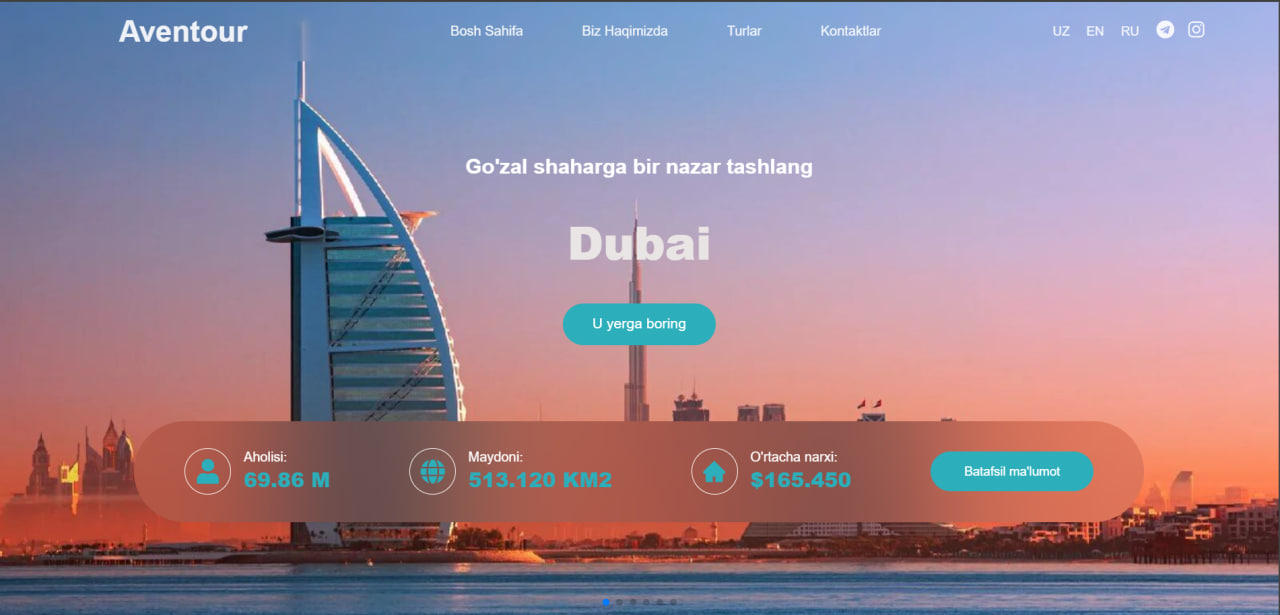 Aventour
Bosh Sahifa
Biz Haqimizda
Turlar
Kontaktlar
UZ
EN
RU
Go'zal shaharga bir nazar tashlang
Dubai
U yerga boring
Aholisi:
69.86 M
Maydoni:
513.120 KM2
O'rtacha narxi:
$165.450
Batafsil ma'lumot